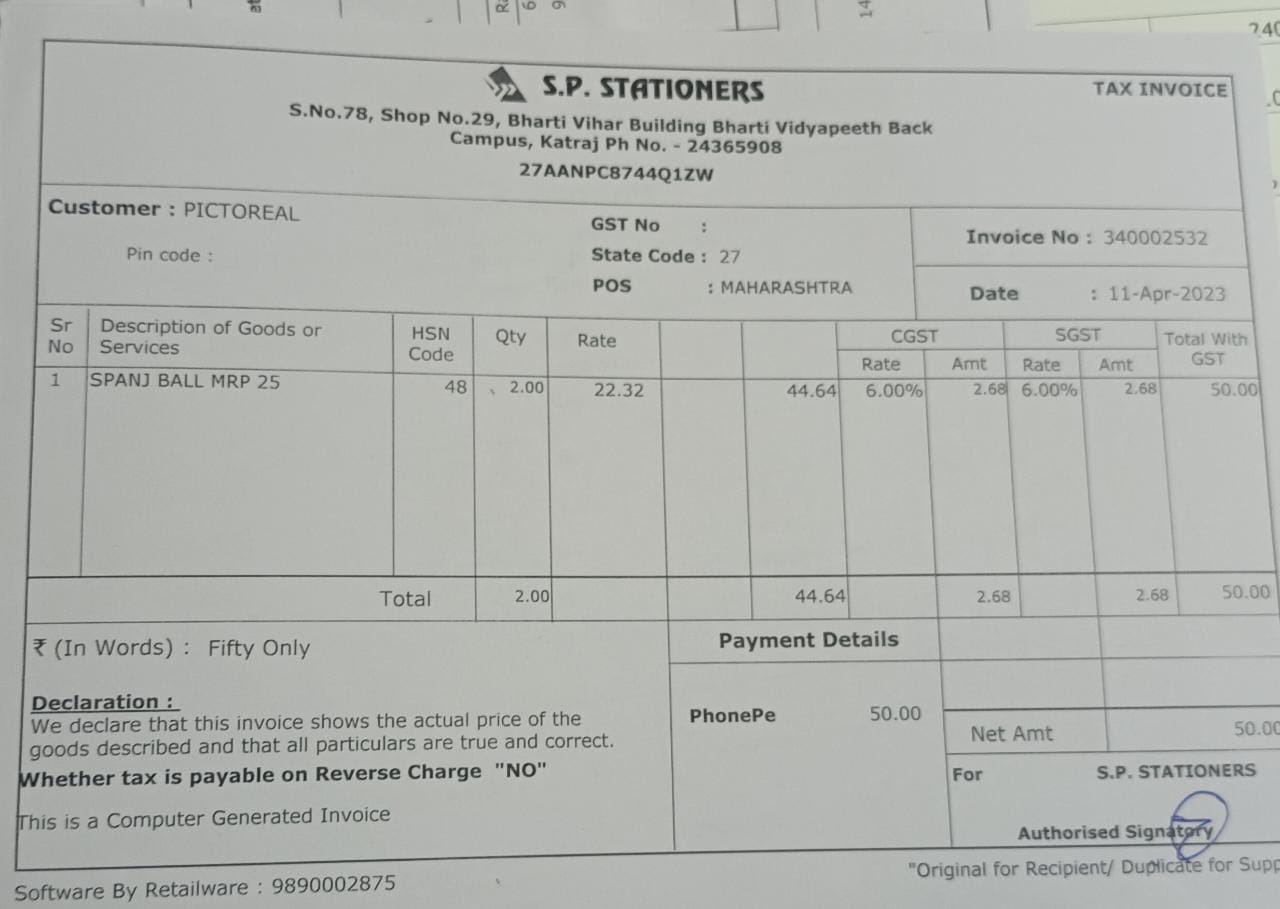 240
S.P. STATIONERS
TAX INVOICE
S.No.78, Shop No.29, Bharti Vihar Building Bharti Vidyapeeth Back
Campus, Katraj Ph No. - 24365908
27AANPC8744Q1ZW
Customer : PICTOREAL
Pin code :
GST No :
State Code : 27
POS : MAHARASHTRA
Invoice No : 340002532
Date : 11-Apr-2023
Sr No Description of Goods or Services HSN Code Qty Rate CGST SGST Total With GST
Rate Amt Rate Amt
1 SPANJ BALL MRP 25 48 2.00 22.32 44.64 6.00% 2.68 6.00% 2.68 50.00
Total 2.00 44.64 2.68 2.68 50.00
₹ (In Words) : Fifty Only
Payment Details
Declaration :
We declare that this invoice shows the actual price of the
goods described and that all particulars are true and correct.
Whether tax is payable on Reverse Charge "NO"
This is a Computer Generated Invoice
PhonePe 50.00
Net Amt 50.00
For S.P. STATIONERS
Authorised Signatory
"Original for Recipient/ Duplicate for Supp
Software By Retailware : 9890002875